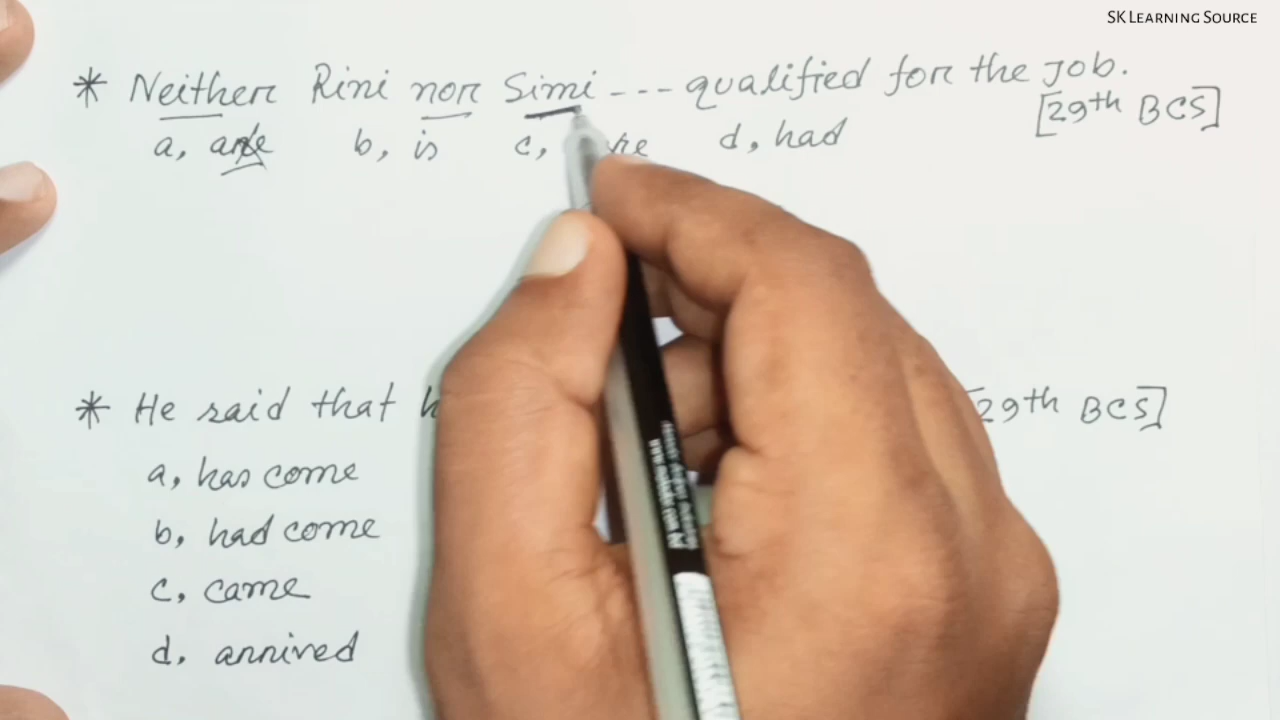 SK LEARNING SOURCE
* Neither Rini nor Simi --- qualified for the job.
[29th BCS]
a, are b, is c, d, had
* He said that 29th BCS]
a, has come
b, had come
c, came
d, arrived